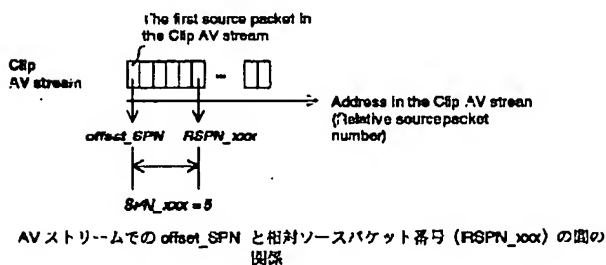 The first source packet in
the Clip AV stream
Clip
AV stream
...
Address in the Clip AV stream
(Relative source packet
number)
offset_SPN RSPN_xxx
SPN_xxx = 5
AVストリームでの offset_SPN と相対ソースパケット番号 (RSPN_xxx) の間の
関係